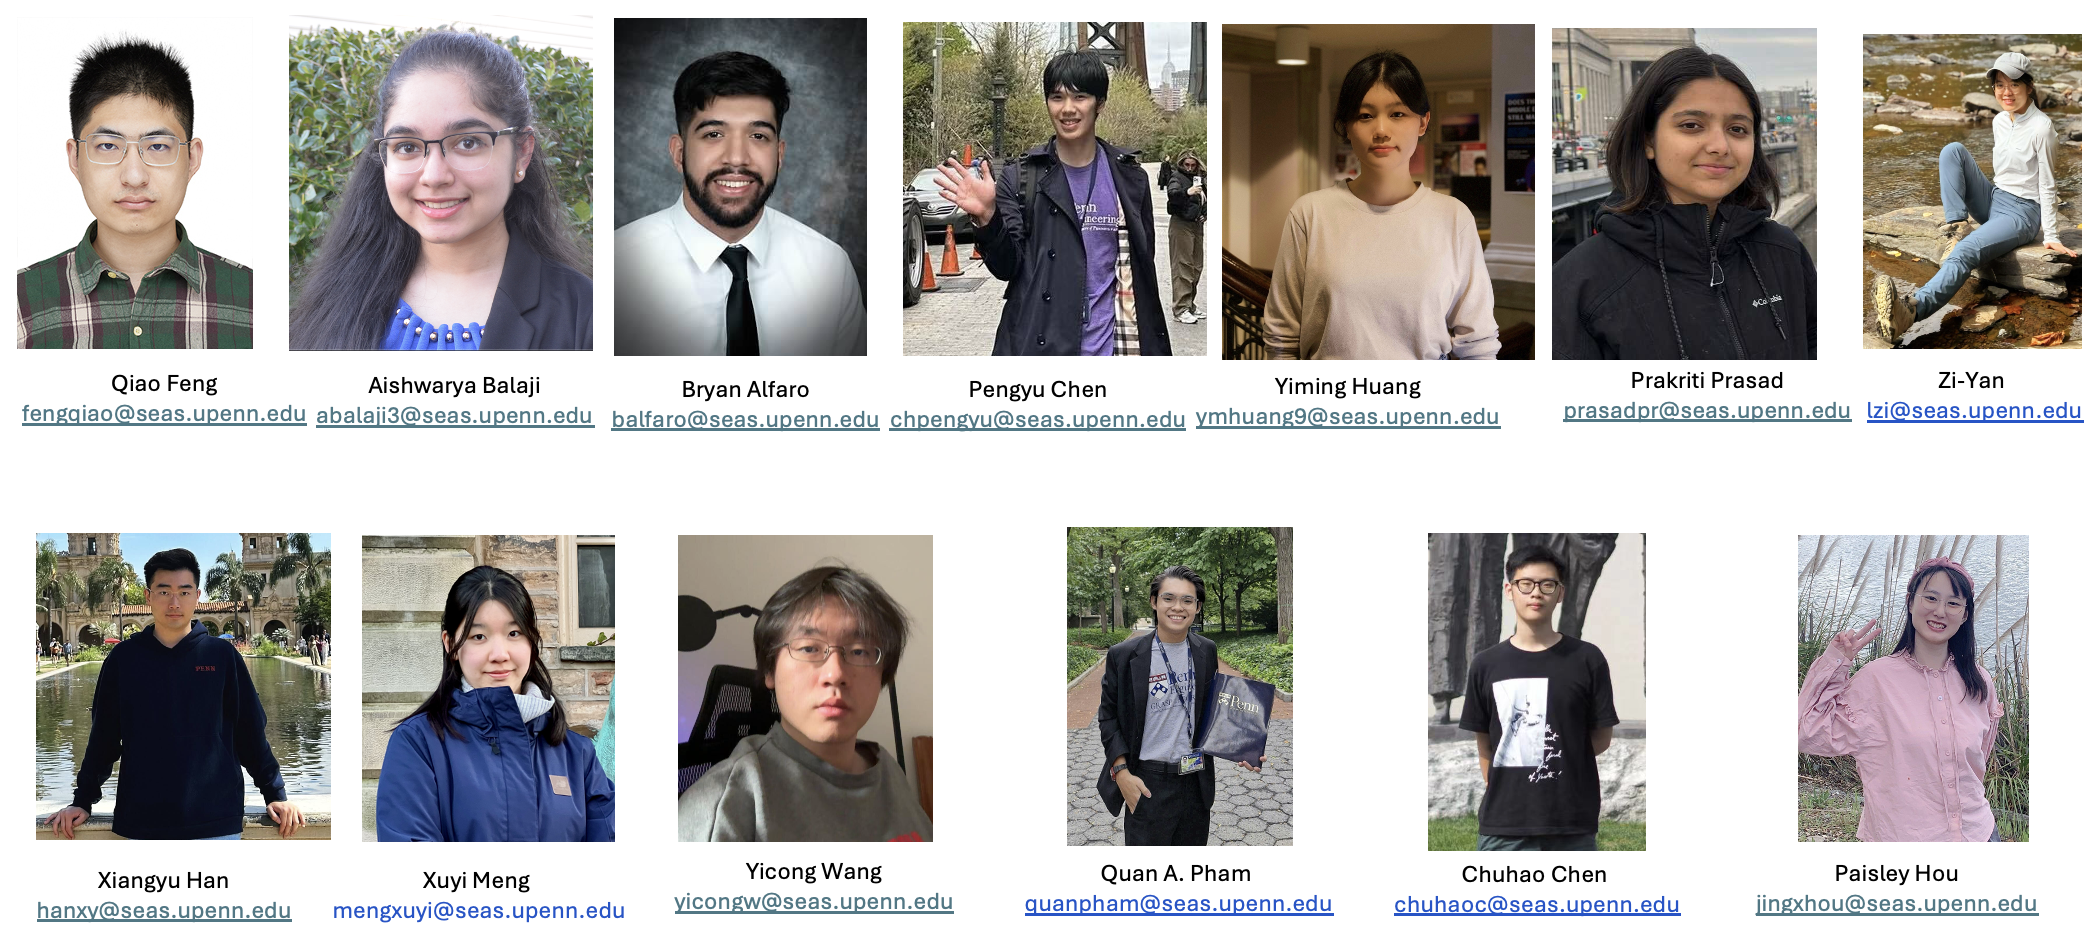 Qiao Feng
fengqiao@seas.upenn.edu
Aishwarya Balaji
abalaji3@seas.upenn.edu
Bryan Alfaro
balfaro@seas.upenn.edu
Pengyu Chen
chpengyu@seas.upenn.edu
Yiming Huang
ymhuang9@seas.upenn.edu
Prakriti Prasad
prasadpr@seas.upenn.edu
Zi-Yan
lzi@seas.upenn.edu
Columbia
PENN
Penn
Penn
Xiangyu Han
hanxy@seas.upenn.edu
Xuyi Meng
mengxuyi@seas.upenn.edu
Yicong Wang
yicongw@seas.upenn.edu
Quan A. Pham
quanpham@seas.upenn.edu
Chuhao Chen
chuhaoc@seas.upenn.edu
Paisley Hou
jingxhou@seas.upenn.edu